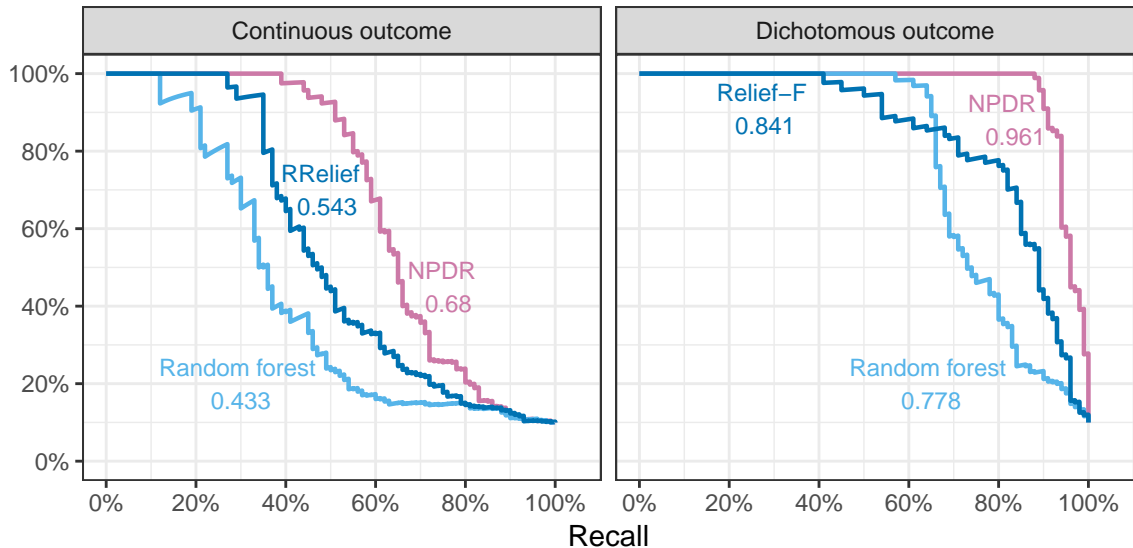 Continuous outcome
Dichotomous outcome
100%
80%
60%
40%
20%
0%
NPDR
0.68
RRelief
0.543
Random forest
0.433
Relief−F
0.841
NPDR
0.961
Random forest
0.778
0% 20% 40% 60% 80% 100%
0% 20% 40% 60% 80% 100%
Recall